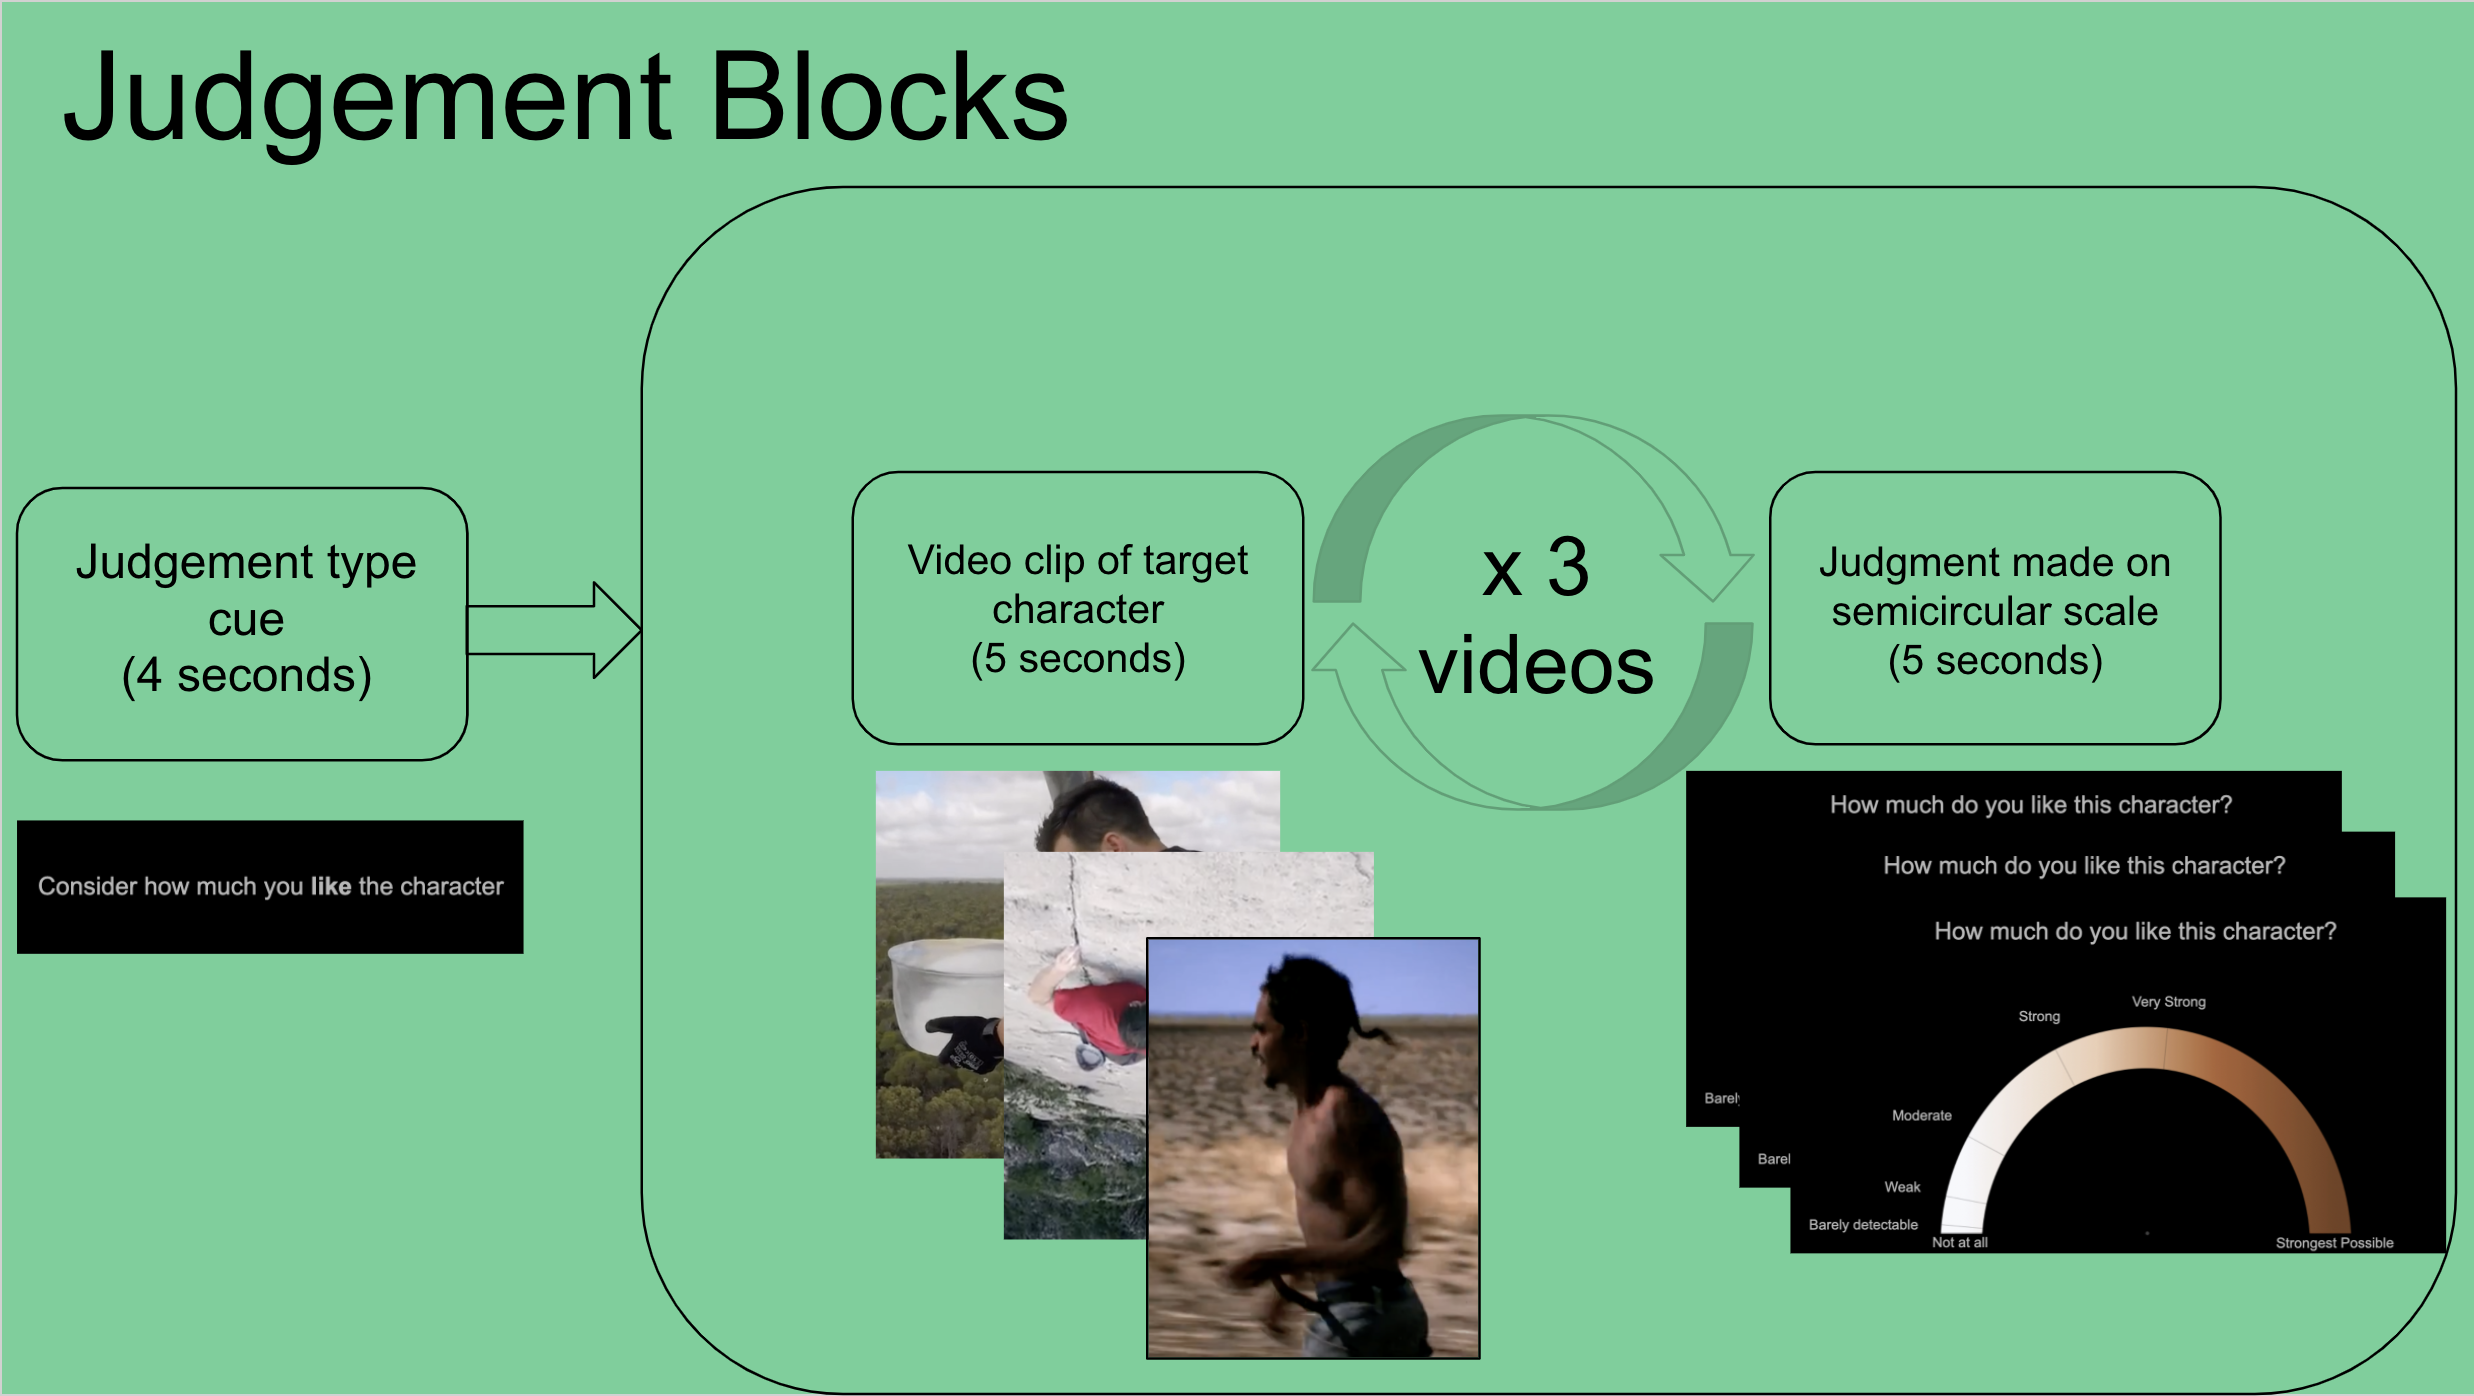 Judgement Blocks
Judgement type
cue
(4 seconds)
Consider how much you like the character
Video clip of target
character
(5 seconds)
x 3
videos
Judgment made on
semicircular scale
(5 seconds)
How much do you like this character?
How much do you like this character?
How much do you like this character?
Very Strong
Strong
Moderate
Weak
Barely detectable
Not at all
Strongest Possible
Barely
Barel